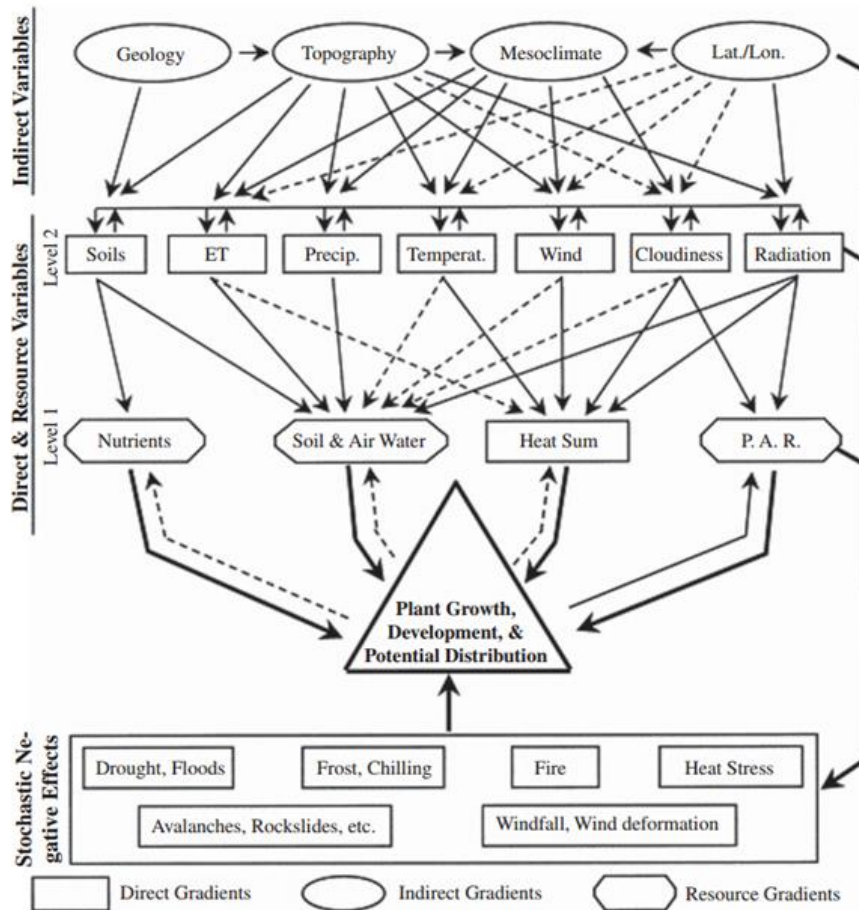 Indirect Variables
Geology
Topography
Mesoclimate
Lat./Lon.
Direct & Resource Variables
Level 2
Soils
ET
Precip.
Temperat.
Wind
Cloudiness
Radiation
Level 1
Nutrients
Soil & Air Water
Heat Sum
P. A. R.
Plant Growth,
Development, &
Potential Distribution
Stochastic Ne-
gative Effects
Drought, Floods
Frost, Chilling
Fire
Heat Stress
Avalanches, Rockslides, etc.
Windfall, Wind deformation
Direct Gradients
Indirect Gradients
Resource Gradients